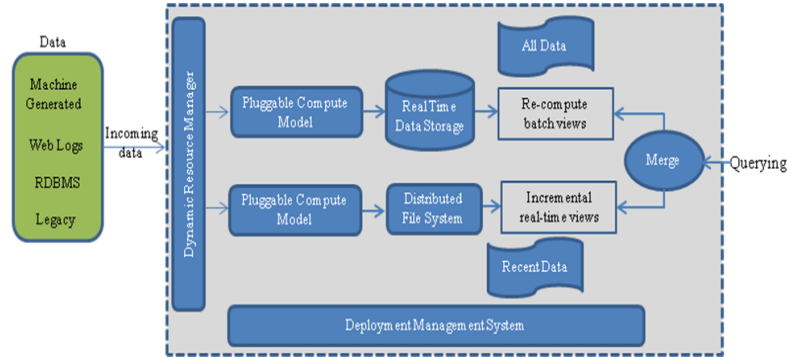 Data
Machine
Generated
Web Logs
RDBMS
Legacy
Incoming
data
Dynamic Resource Manager
Pluggable Compute
Model
Real Time
Data Storage
All Data
Re-compute
batch views
Merge
Querying
Pluggable Compute
Model
Distributed
File System
Incremental
real-time views
Recent Data
Deployment Management System